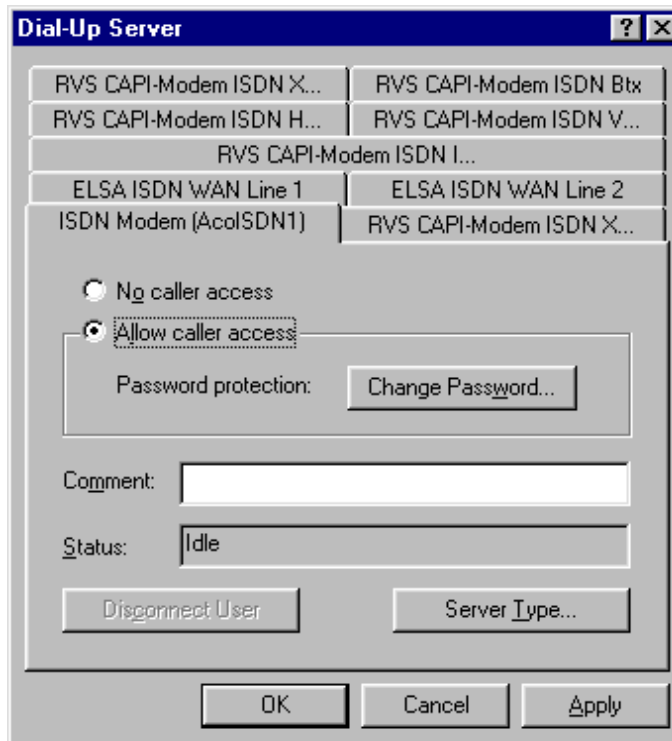 Dial-Up Server
RVS CAPI-Modem ISDN X... RVS CAPI-Modem ISDN Btx
RVS CAPI-Modem ISDN H... RVS CAPI-Modem ISDN V...
RVS CAPI-Modem ISDN I...
ELSA ISDN WAN Line 1 ELSA ISDN WAN Line 2
ISDN Modem (AcoISDN1) RVS CAPI-Modem ISDN X...
No caller access
Allow caller access
Password protection: Change Password...
Comment:
Status: Idle
Disconnect User Server Type...
OK Cancel Apply